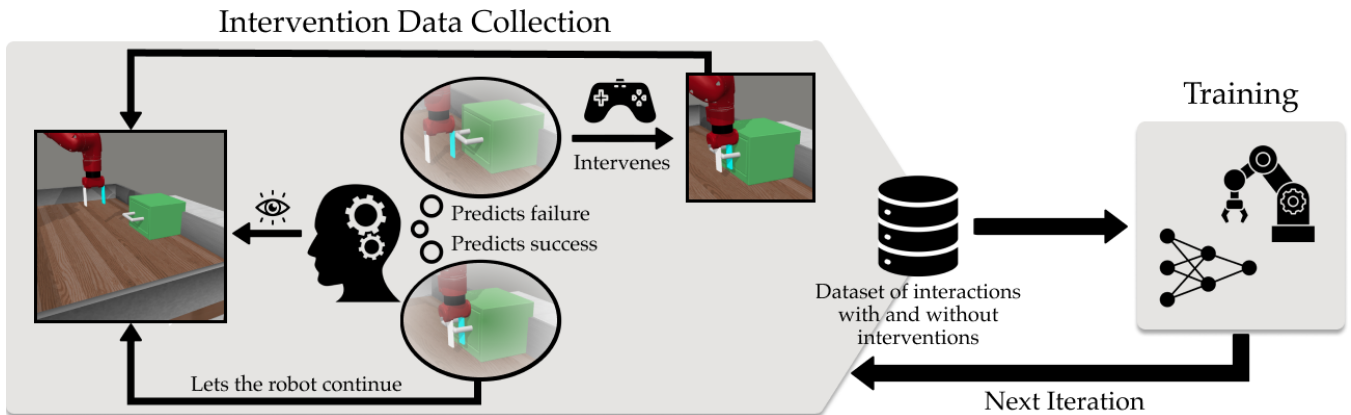 Intervention Data Collection
Training
Intervenes
Predicts failure
Predicts success
Dataset of interactions
with and without
interventions
Lets the robot continue
Next Iteration